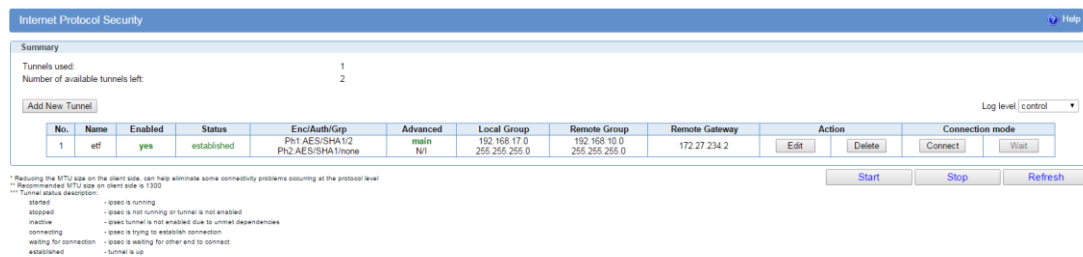 Internet Protocol Security
Help
Summary
Tunnels used: 1
Number of available tunnels left: 2
Add New Tunnel
Log level control
No. Name Enabled Status Enc/Auth/Grp Advanced Local Group Remote Group Remote Gateway Action Connection mode
1 etf yes established Ph1:AES/SHA1/2 main 192.168.17.0 192.168.10.0 172.27.234.2 Edit Delete Connect Wait
Ph2:AES/SHA1/none N/I 255.255.255.0 255.255.255.0
Start Stop Refresh
* Reducing the MTU size on the client side, can help eliminate some connectivity problems occuring at the protocol level
** Recommended MTU size on client side is 1300
*** Tunnel status description:
started - ipsec is running
stopped - ipsec is not running or tunnel is not enabled
inactive - ipsec tunnel is not enabled due to unmet dependencies
connecting - ipsec is trying to establish connection
waiting for connection - ipsec is waiting for other end to connect
established - tunnel is up